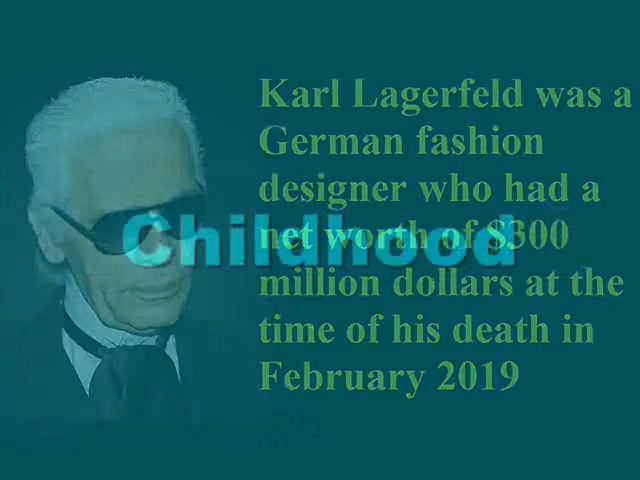 Karl Lagerfeld was a
German fashion
designer who had a
net worth of $300
million dollars at the
time of his death in
February 2019
Childhood